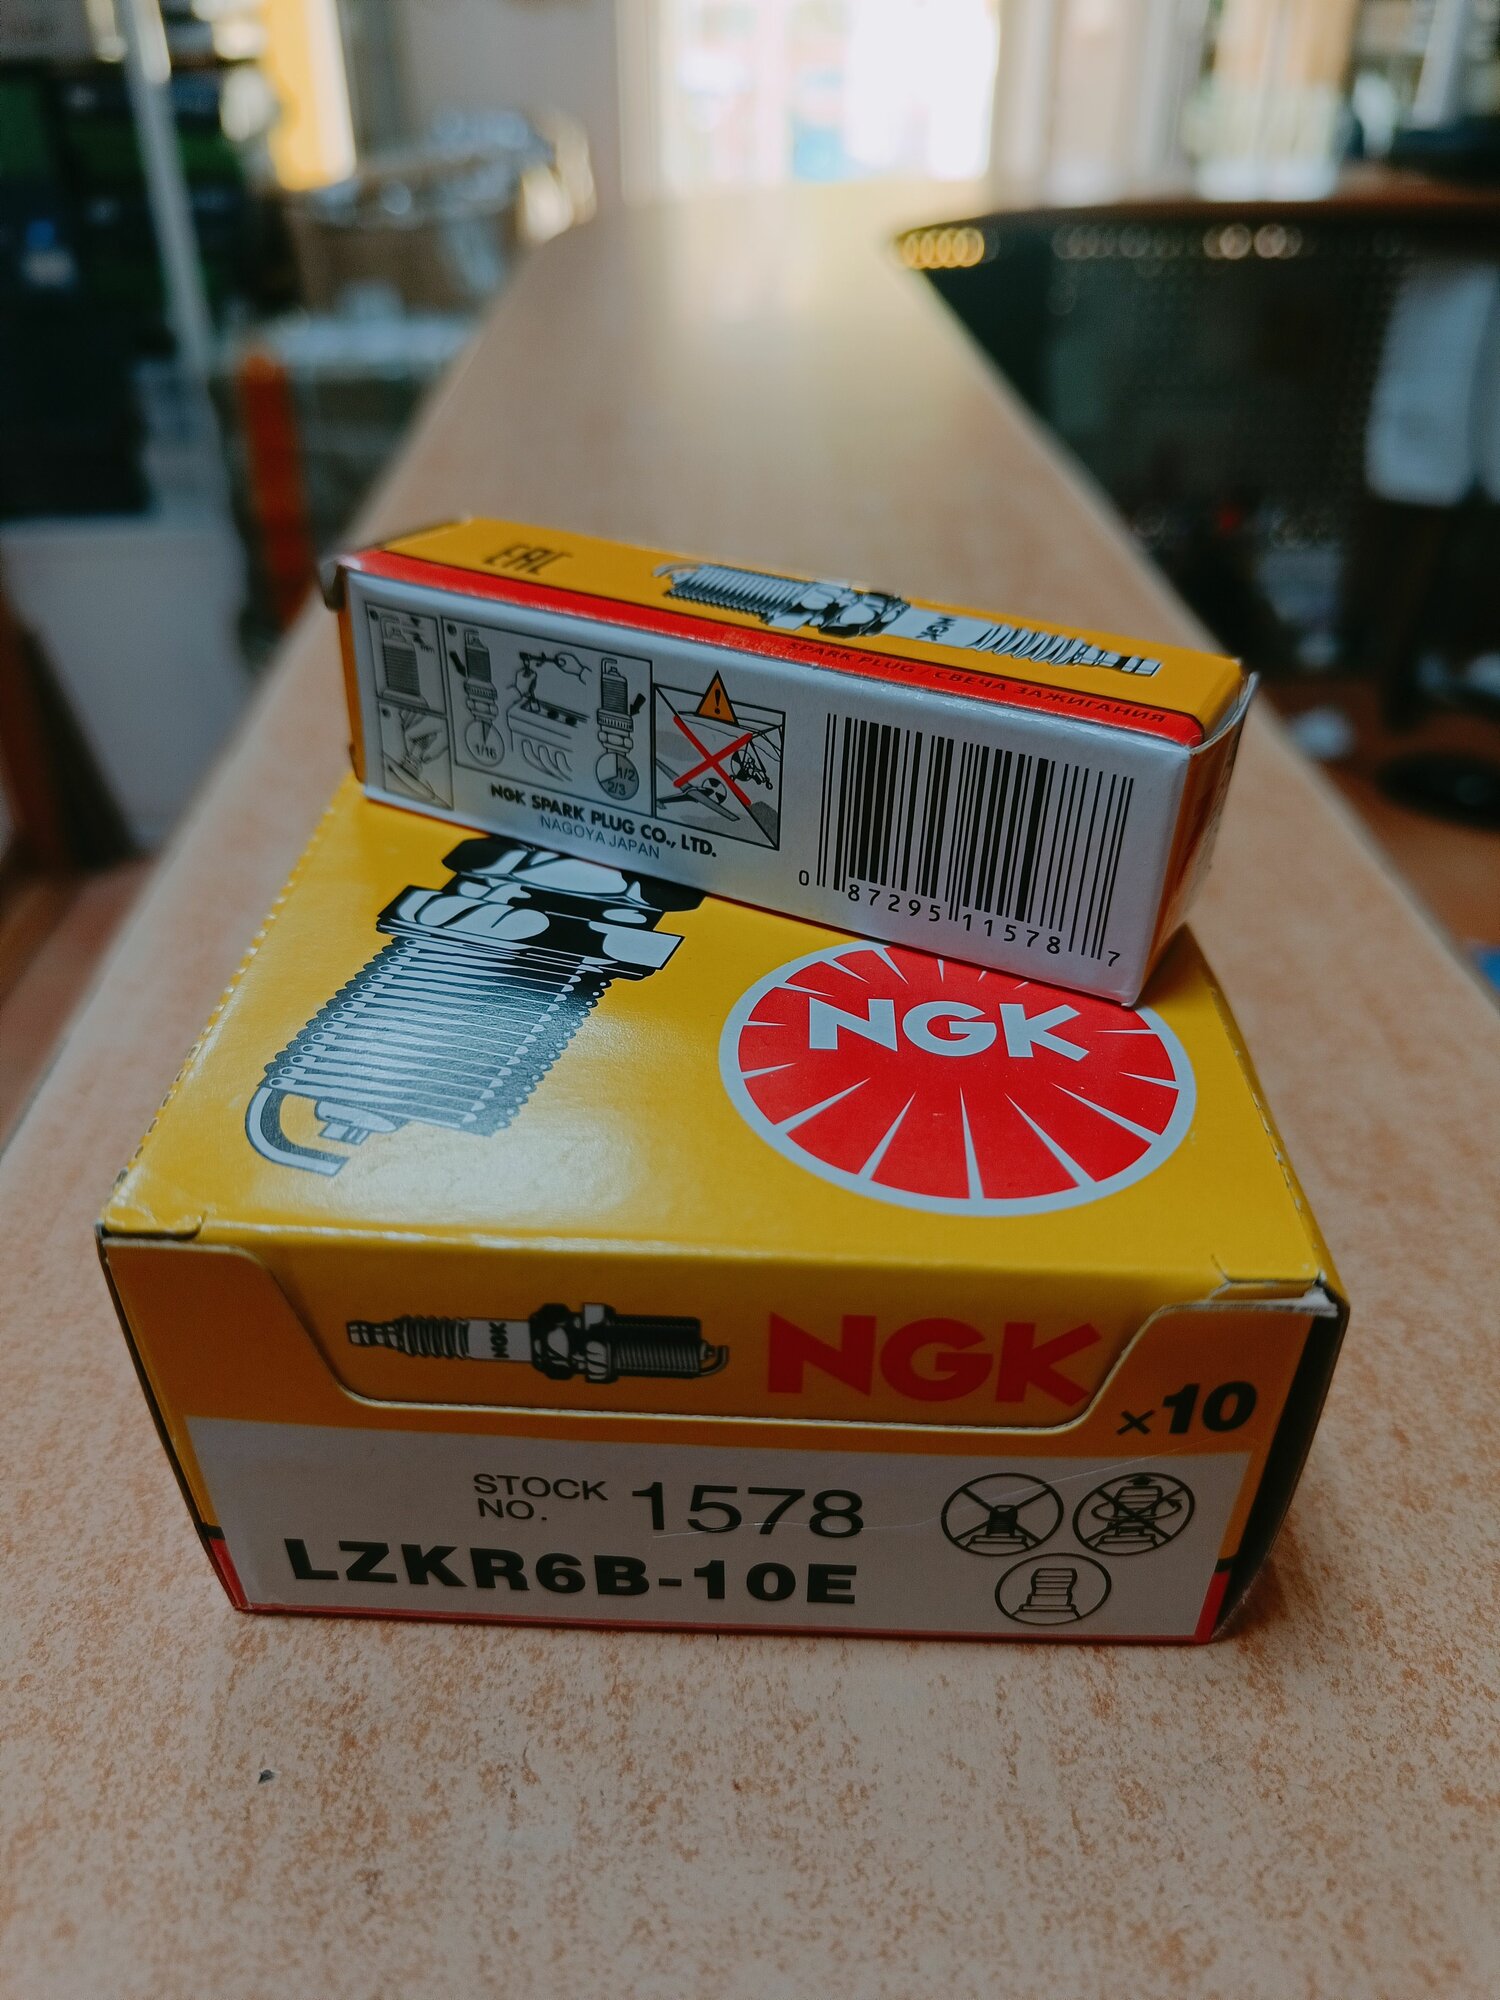 EAC
NGK
SPARK PLUG / СВЕЧА ЗАЖИГАНИЯ
1/16
1/2
2/3
NGK SPARK PLUG CO., LTD.
NAGOYA JAPAN
0 87295 11578 7
NGK
NGK
NGK
×10
STOCK
NO. 1578
LZKR6B-10E